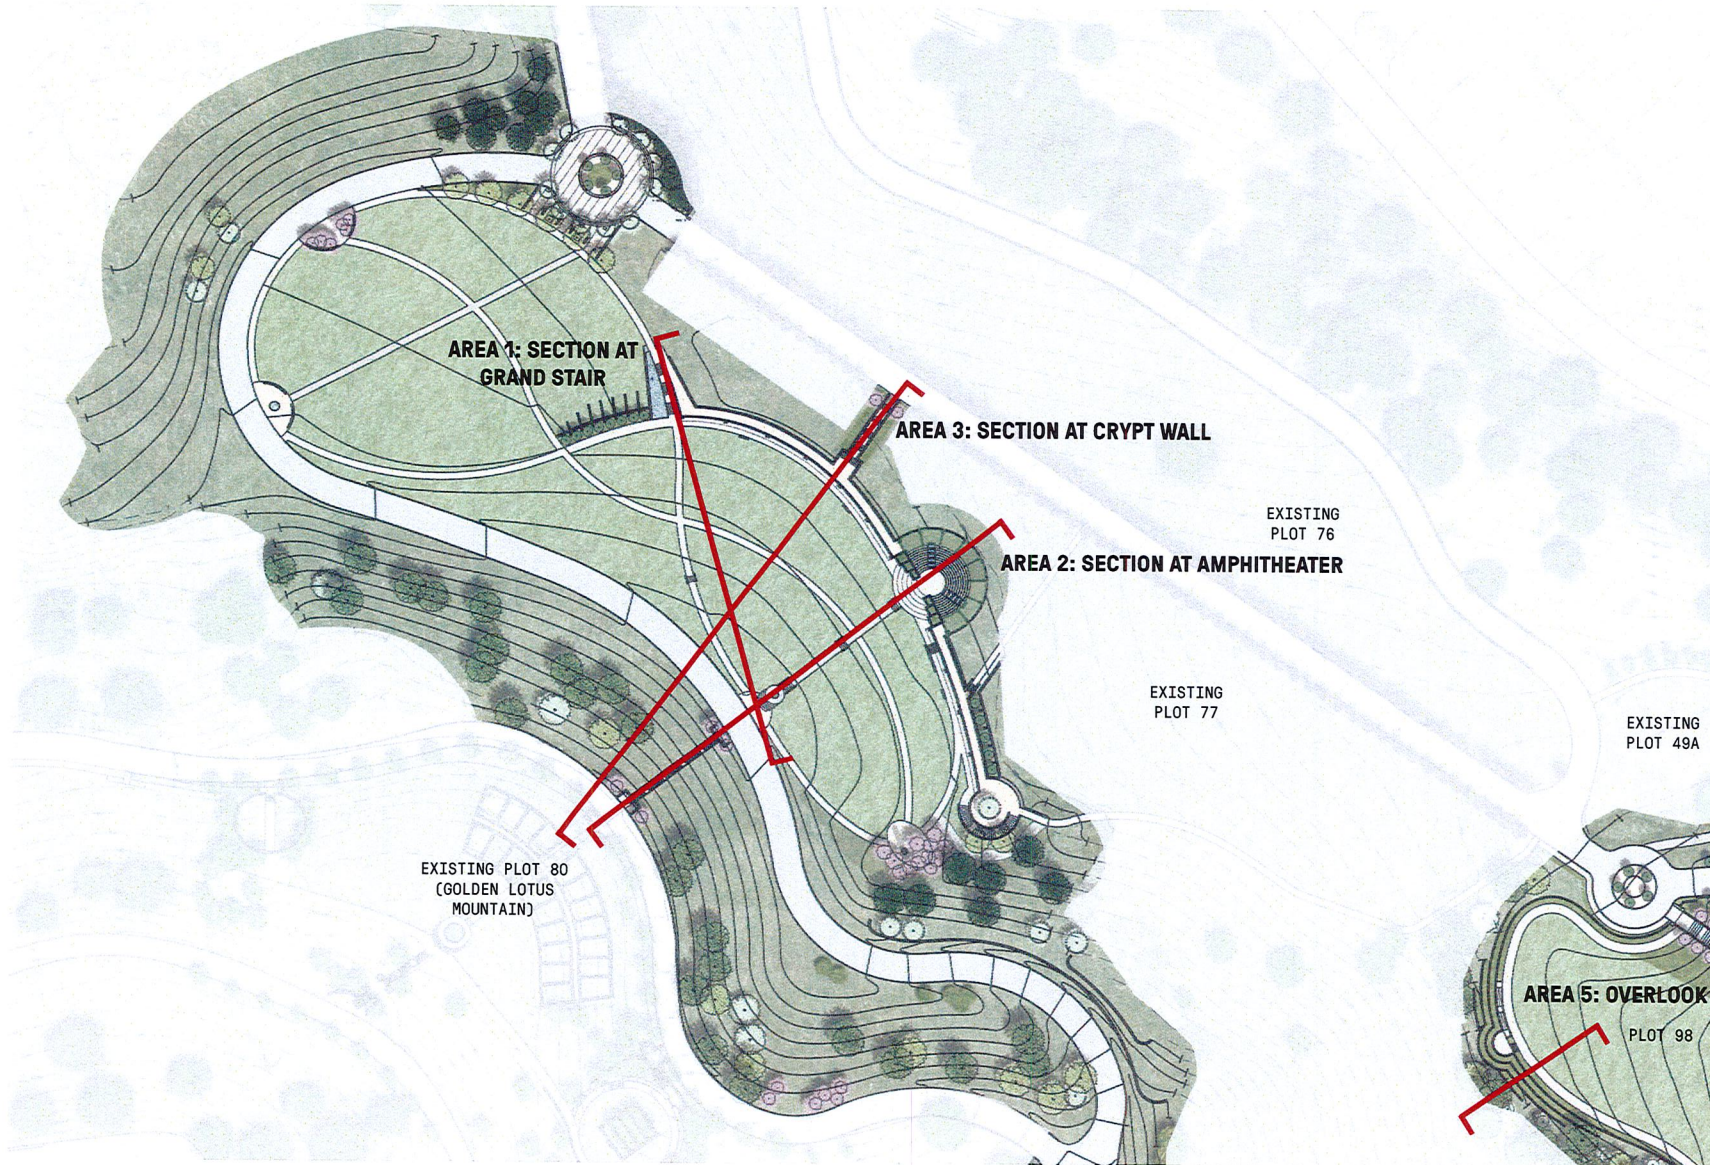 AREA 1: SECTION AT
GRAND STAIR
AREA 3: SECTION AT CRYPT WALL
EXISTING
PLOT 76
AREA 2: SECTION AT AMPHITHEATER
EXISTING
PLOT 77
EXISTING
PLOT 49A
EXISTING PLOT 80
(GOLDEN LOTUS
MOUNTAIN)
AREA 5: OVERLOOK
PLOT 98